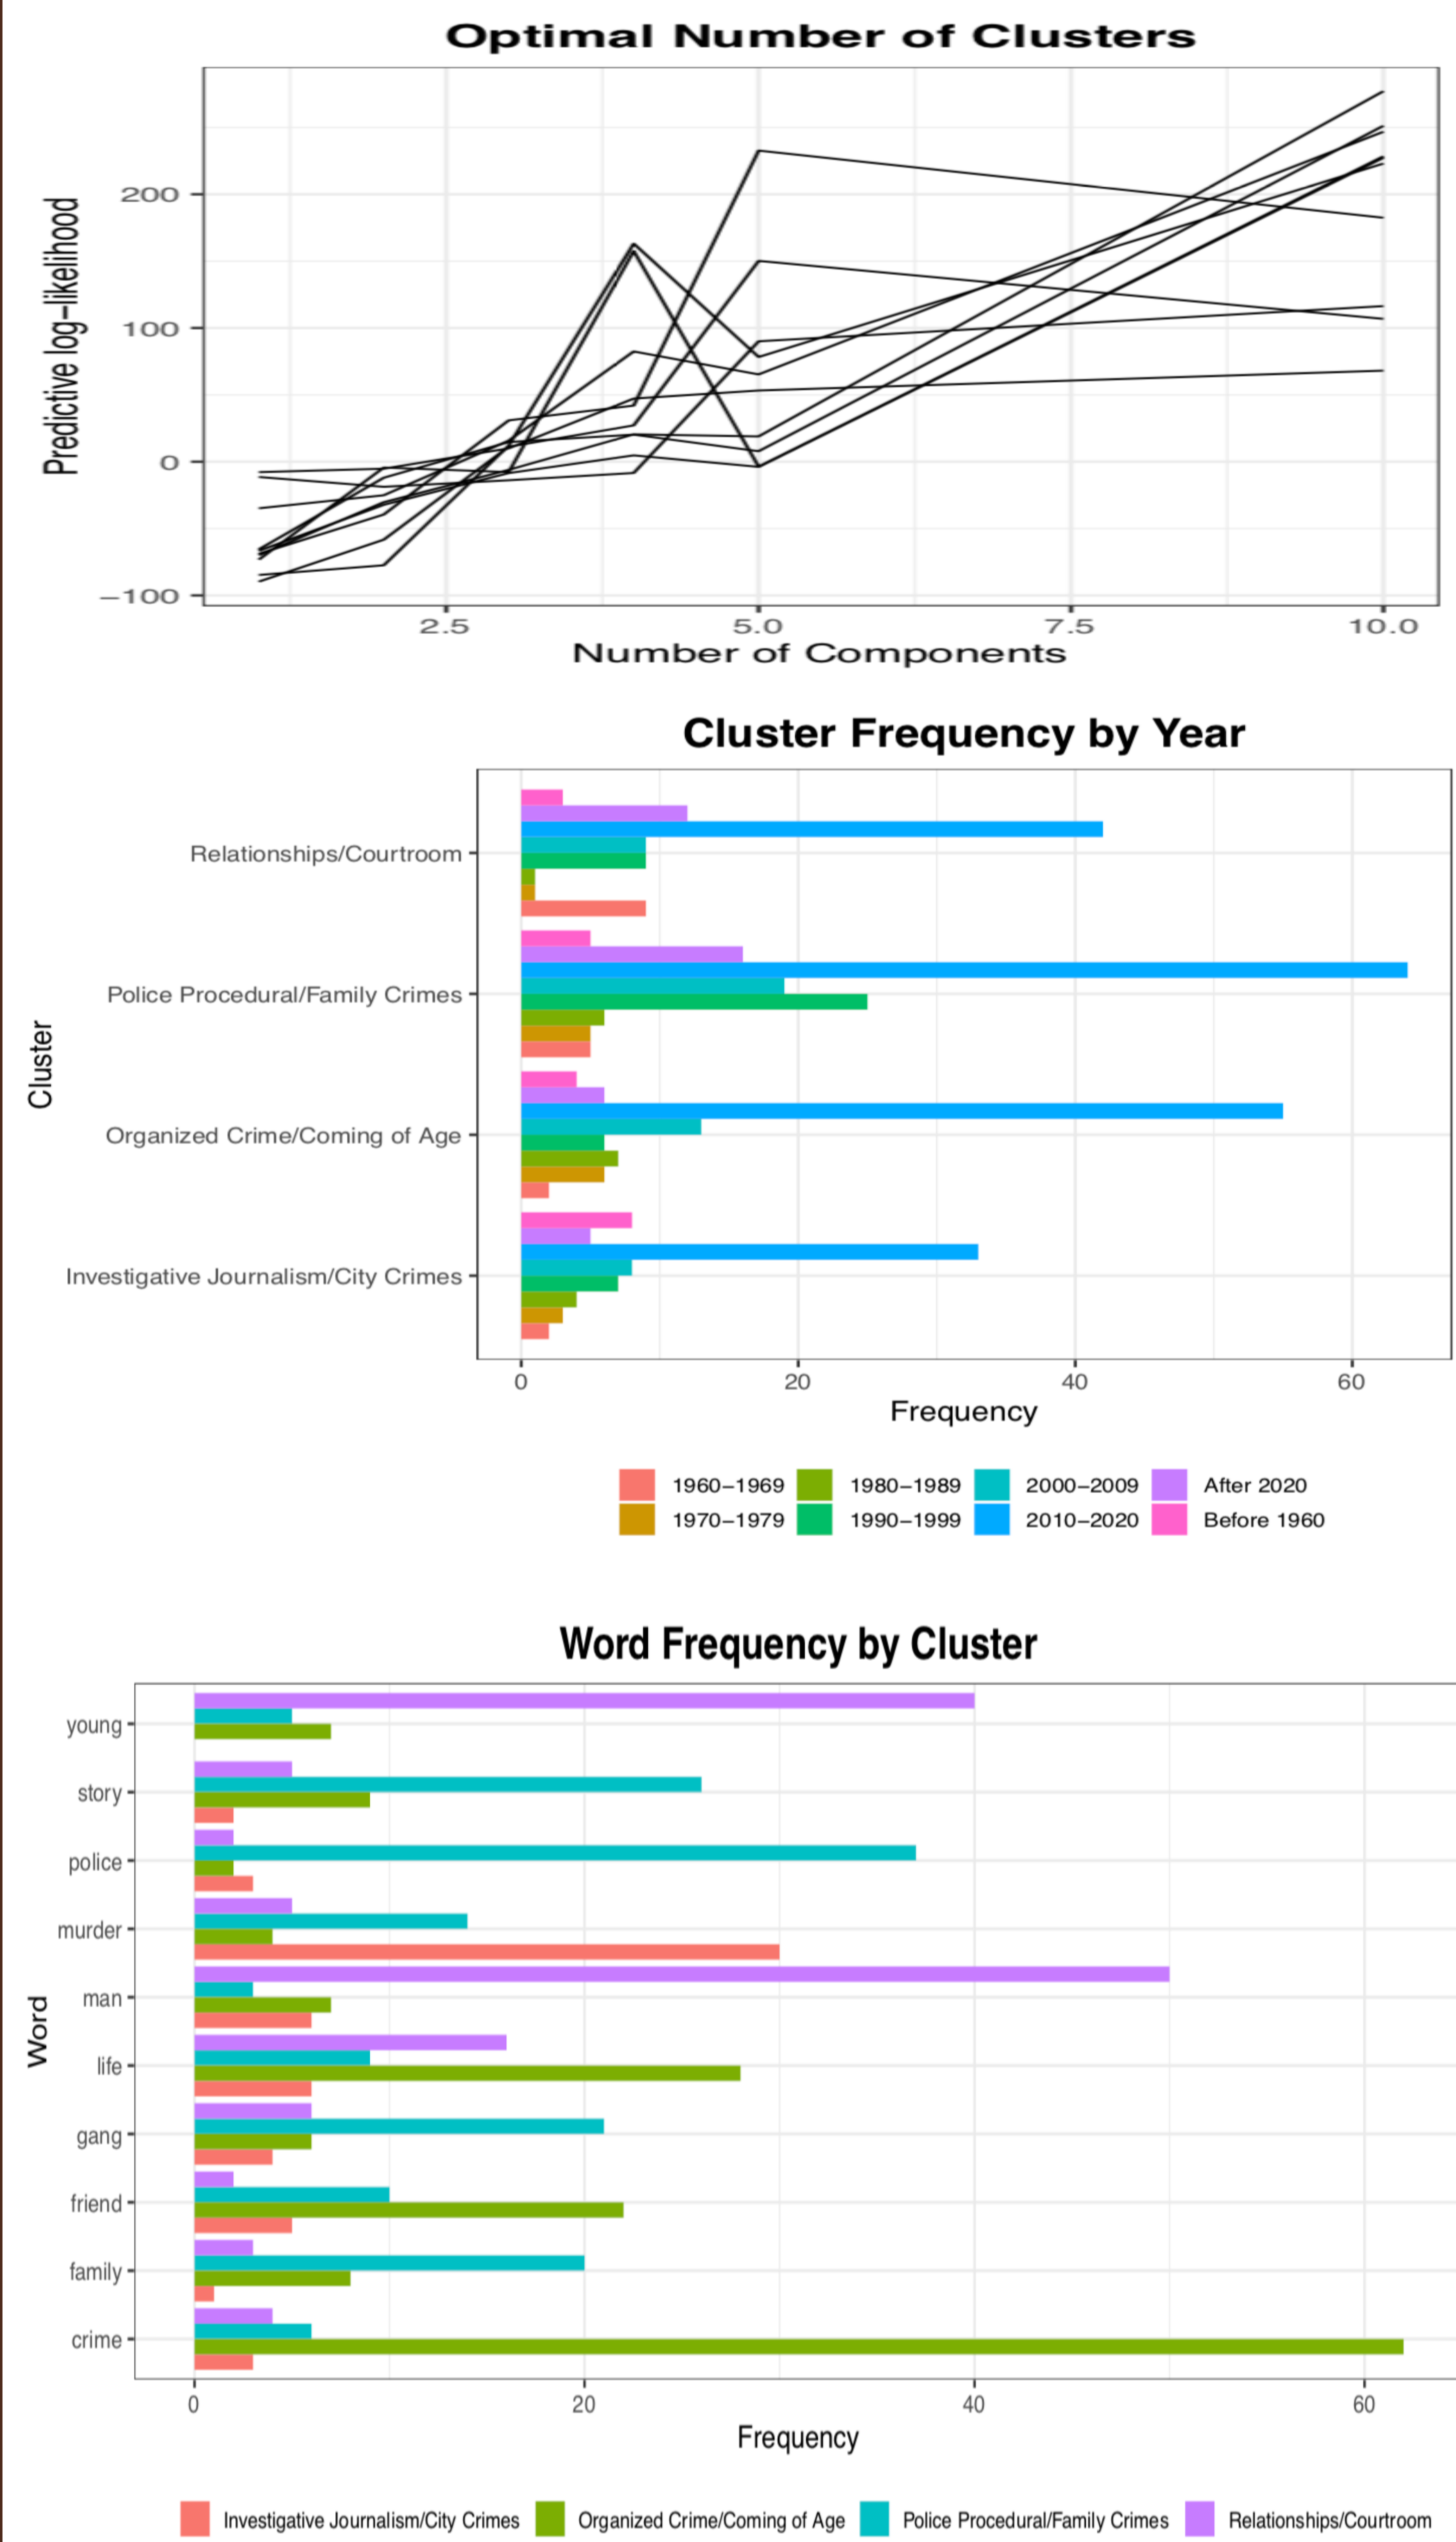 Optimal Number of Clusters
Predictive log-likelihood
200
100
0
−100
2.5 5.0 7.5 10.0
Number of Components
Cluster Frequency by Year
Cluster
Relationships/Courtroom
Police Procedural/Family Crimes
Organized Crime/Coming of Age
Investigative Journalism/City Crimes
0 20 40 60
Frequency
1960−1969 1980−1989 2000−2009 After 2020
1970−1979 1990−1999 2010−2020 Before 1960
Word Frequency by Cluster
Word
young
story
police
murder
man
life
gang
friend
family
crime
0 20 40 60
Frequency
Investigative Journalism/City Crimes Organized Crime/Coming of Age Police Procedural/Family Crimes Relationships/Courtroom